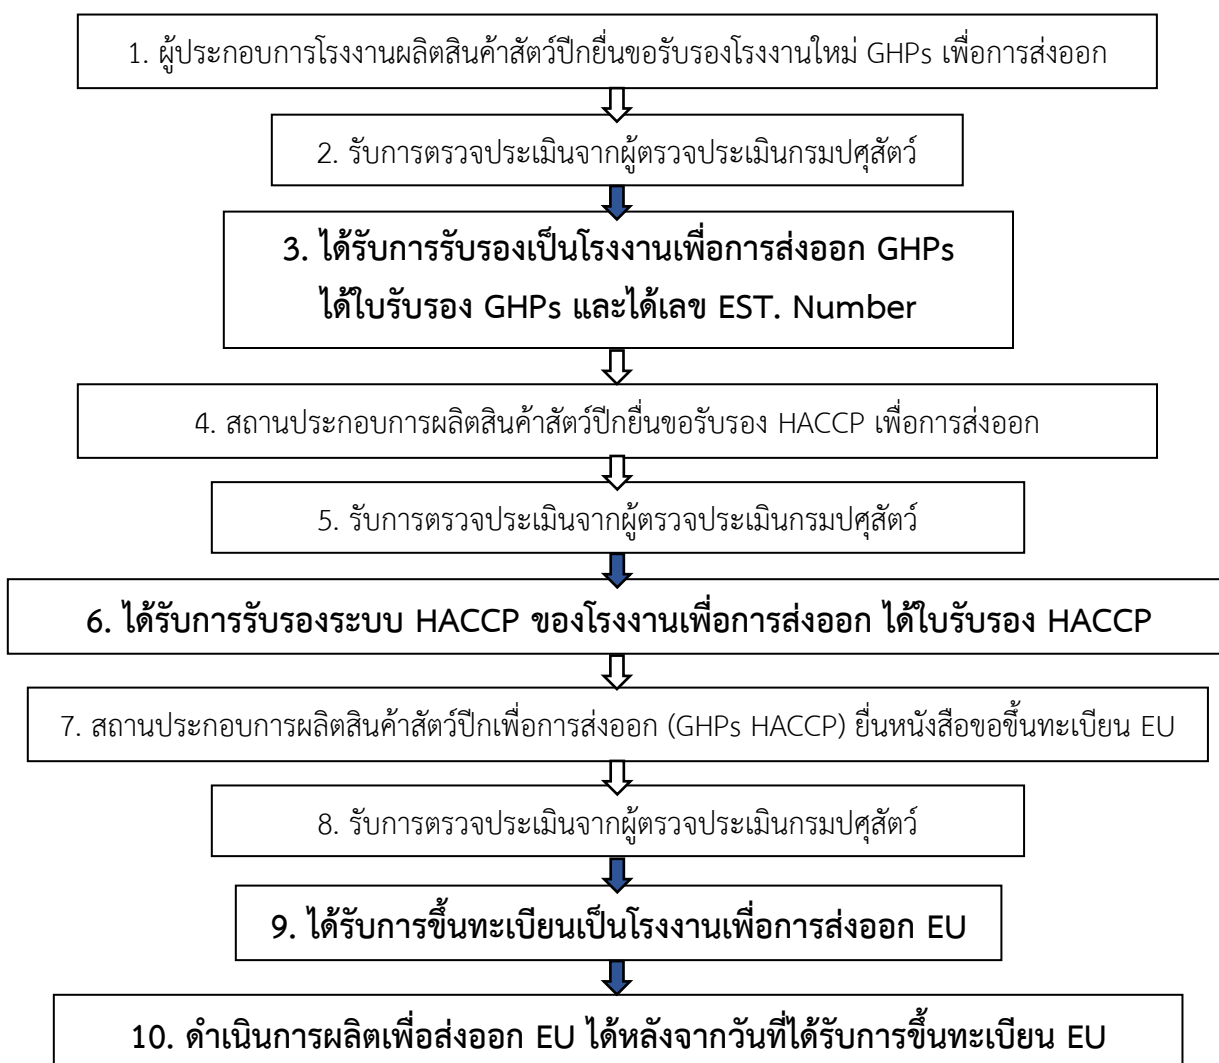 1. ผู้ประกอบการโรงงานผลิตสินค้าสัตว์ปีกยื่นขอรับรองโรงงานใหม่ GHPs เพื่อการส่งออก
2. รับการตรวจประเมินจากผู้ตรวจประเมินกรมปศุสัตว์
3. ได้รับการรับรองเป็นโรงงานเพื่อการส่งออก GHPs
ได้ใบรับรอง GHPs และได้เลข EST. Number
4. สถานประกอบการผลิตสินค้าสัตว์ปีกยื่นขอรับรอง HACCP เพื่อการส่งออก
5. รับการตรวจประเมินจากผู้ตรวจประเมินกรมปศุสัตว์
6. ได้รับการรับรองระบบ HACCP ของโรงงานเพื่อการส่งออก ได้ใบรับรอง HACCP
7. สถานประกอบการผลิตสินค้าสัตว์ปีกเพื่อการส่งออก (GHPs HACCP) ยื่นหนังสือขอขึ้นทะเบียน EU
8. รับการตรวจประเมินจากผู้ตรวจประเมินกรมปศุสัตว์
9. ได้รับการขึ้นทะเบียนเป็นโรงงานเพื่อการส่งออก EU
10. ดำเนินการผลิตเพื่อส่งออก EU ได้หลังจากวันที่ได้รับการขึ้นทะเบียน EU